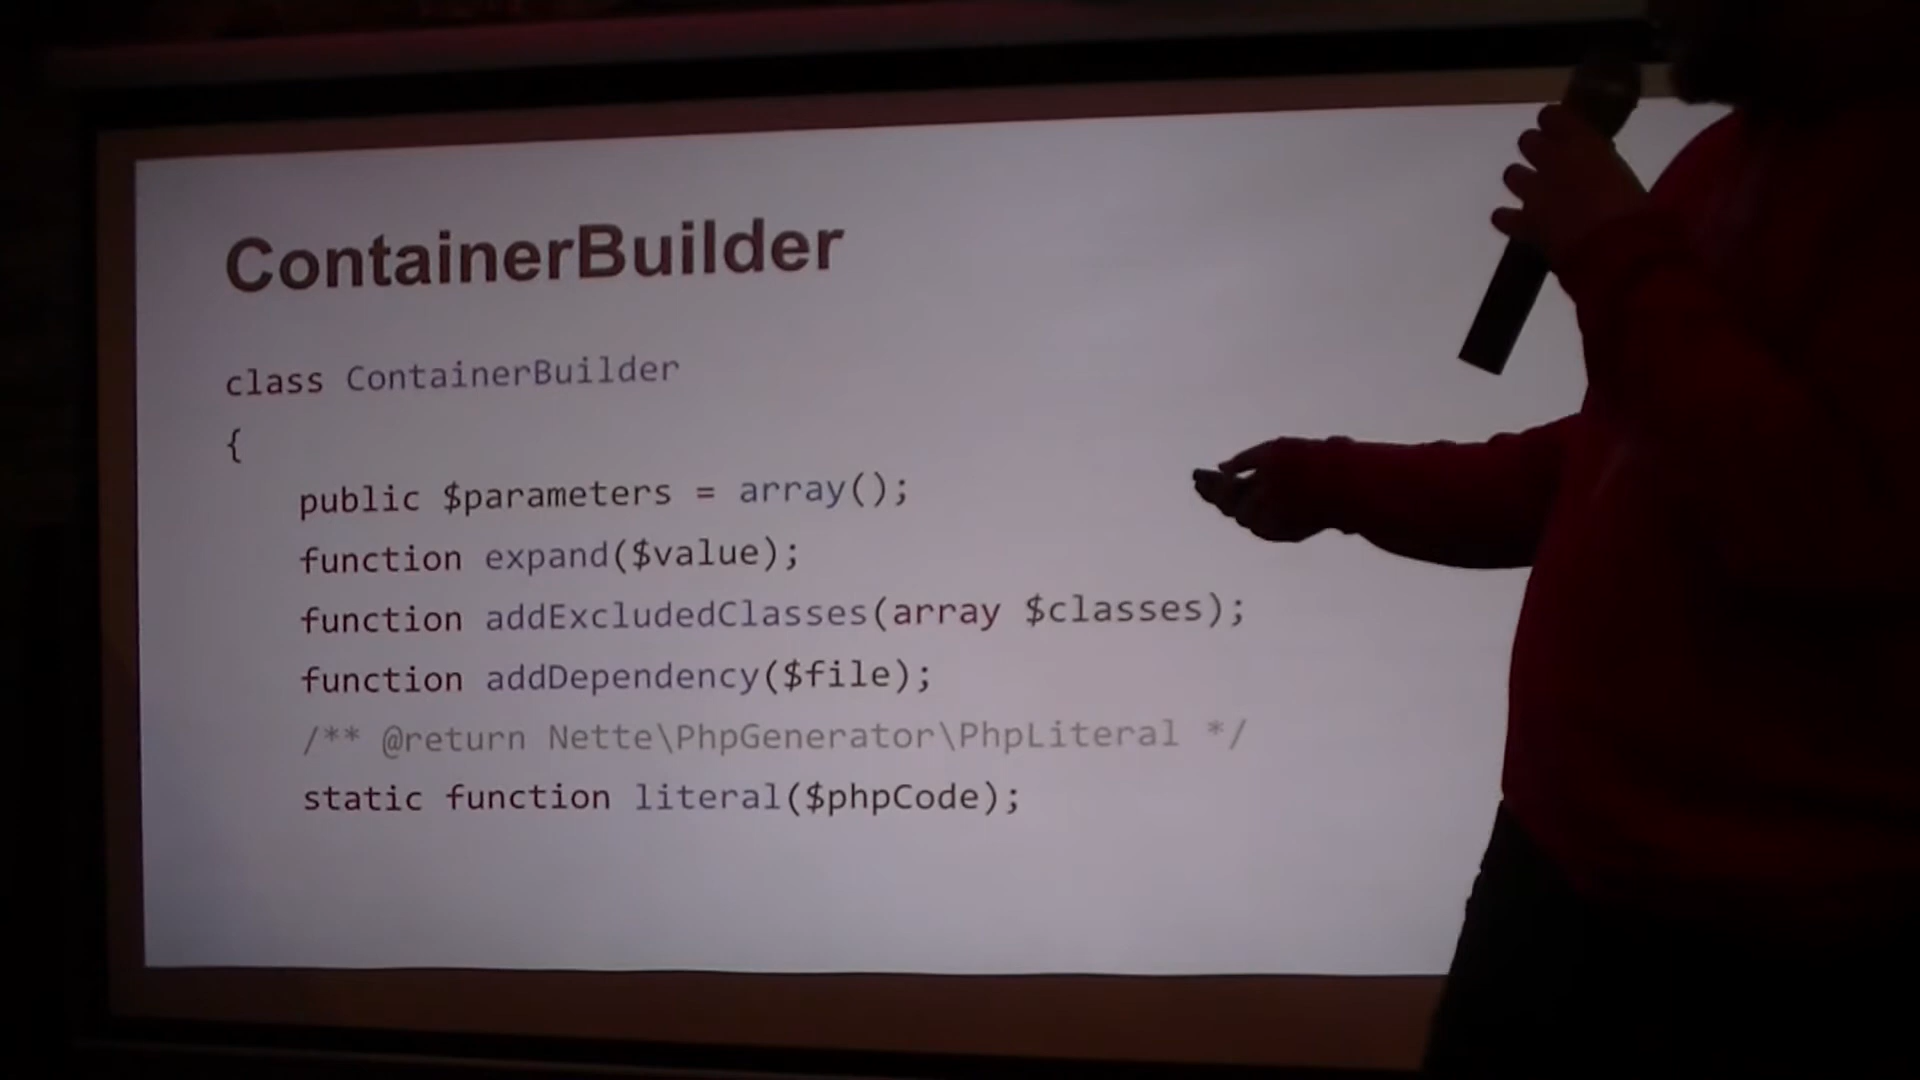 ContainerBuilder
class ContainerBuilder
{
public $parameters = array();
function expand($value);
function addExcludedClasses(array $classes);
function addDependency($file);
/** @return Nette\PhpGenerator\PhpLiteral */
static function literal($phpCode);